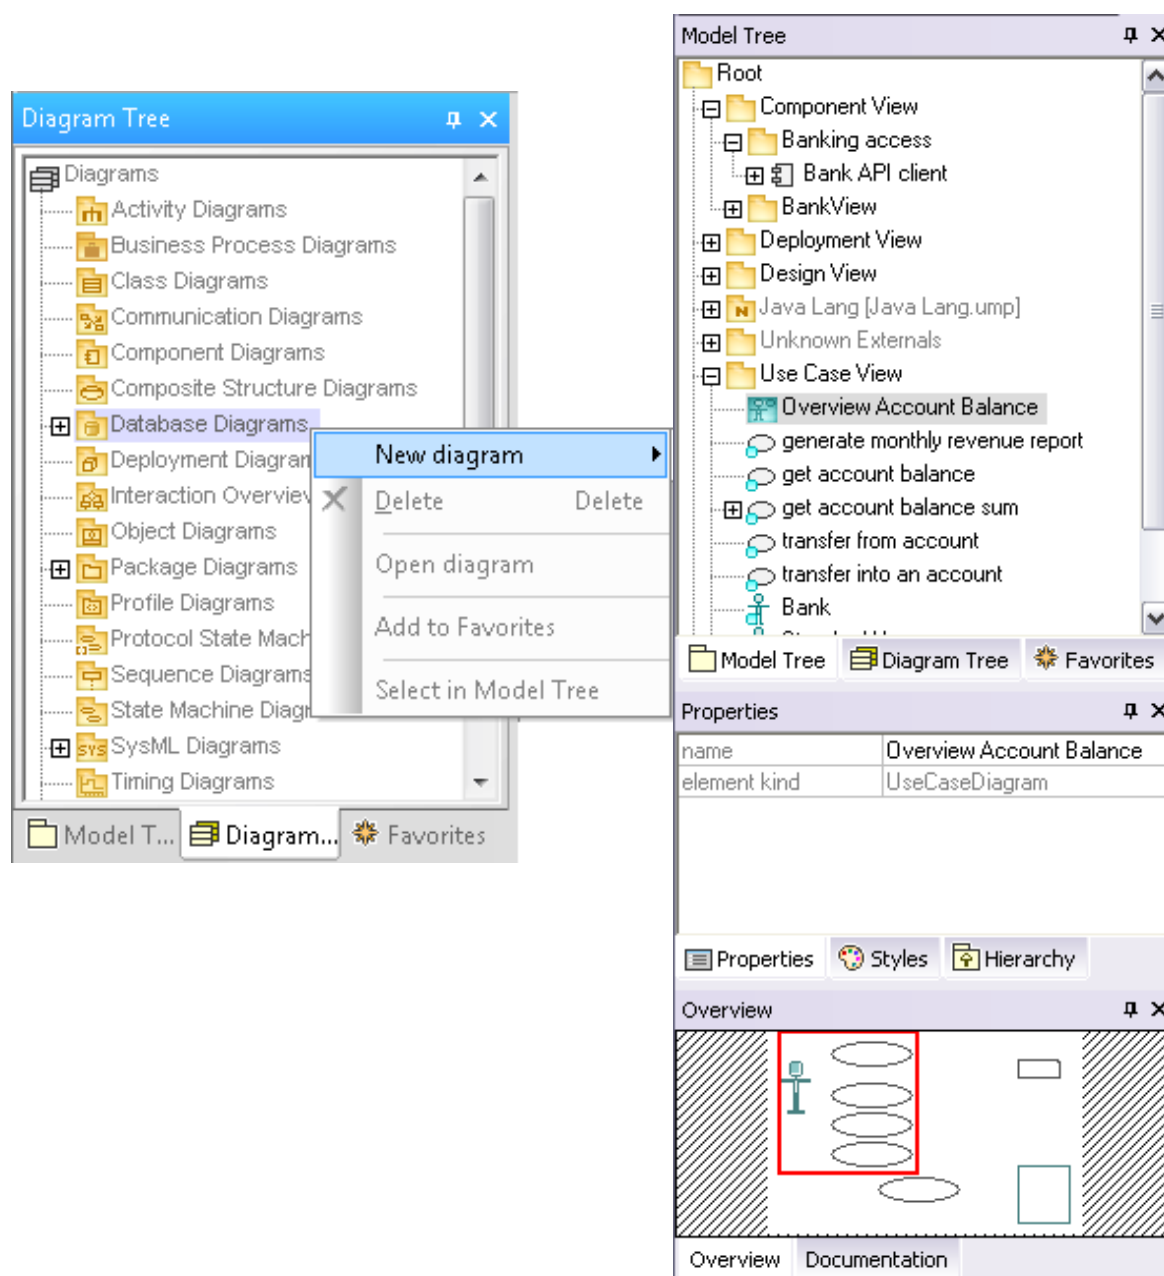 Diagram Tree
Diagrams
Activity Diagrams
Business Process Diagrams
Class Diagrams
Communication Diagrams
Component Diagrams
Composite Structure Diagrams
Database Diagrams
Deployment Diagram
Interaction Overview
Object Diagrams
Package Diagrams
Profile Diagrams
Protocol State Mach
Sequence Diagrams
State Machine Diagr
SysML Diagrams
Timing Diagrams
New diagram
Delete Delete
Open diagram
Add to Favorites
Select in Model Tree
Model T... Diagram... Favorites
Model Tree
Root
Component View
Banking access
Bank API client
BankView
Deployment View
Design View
Java Lang [Java Lang.ump]
Unknown Externals
Use Case View
Overview Account Balance
generate monthly revenue report
get account balance
get account balance sum
transfer from account
transfer into an account
Bank
Model Tree Diagram Tree Favorites
Properties
name Overview Account Balance
element kind UseCaseDiagram
Properties Styles Hierarchy
Overview
Overview Documentation